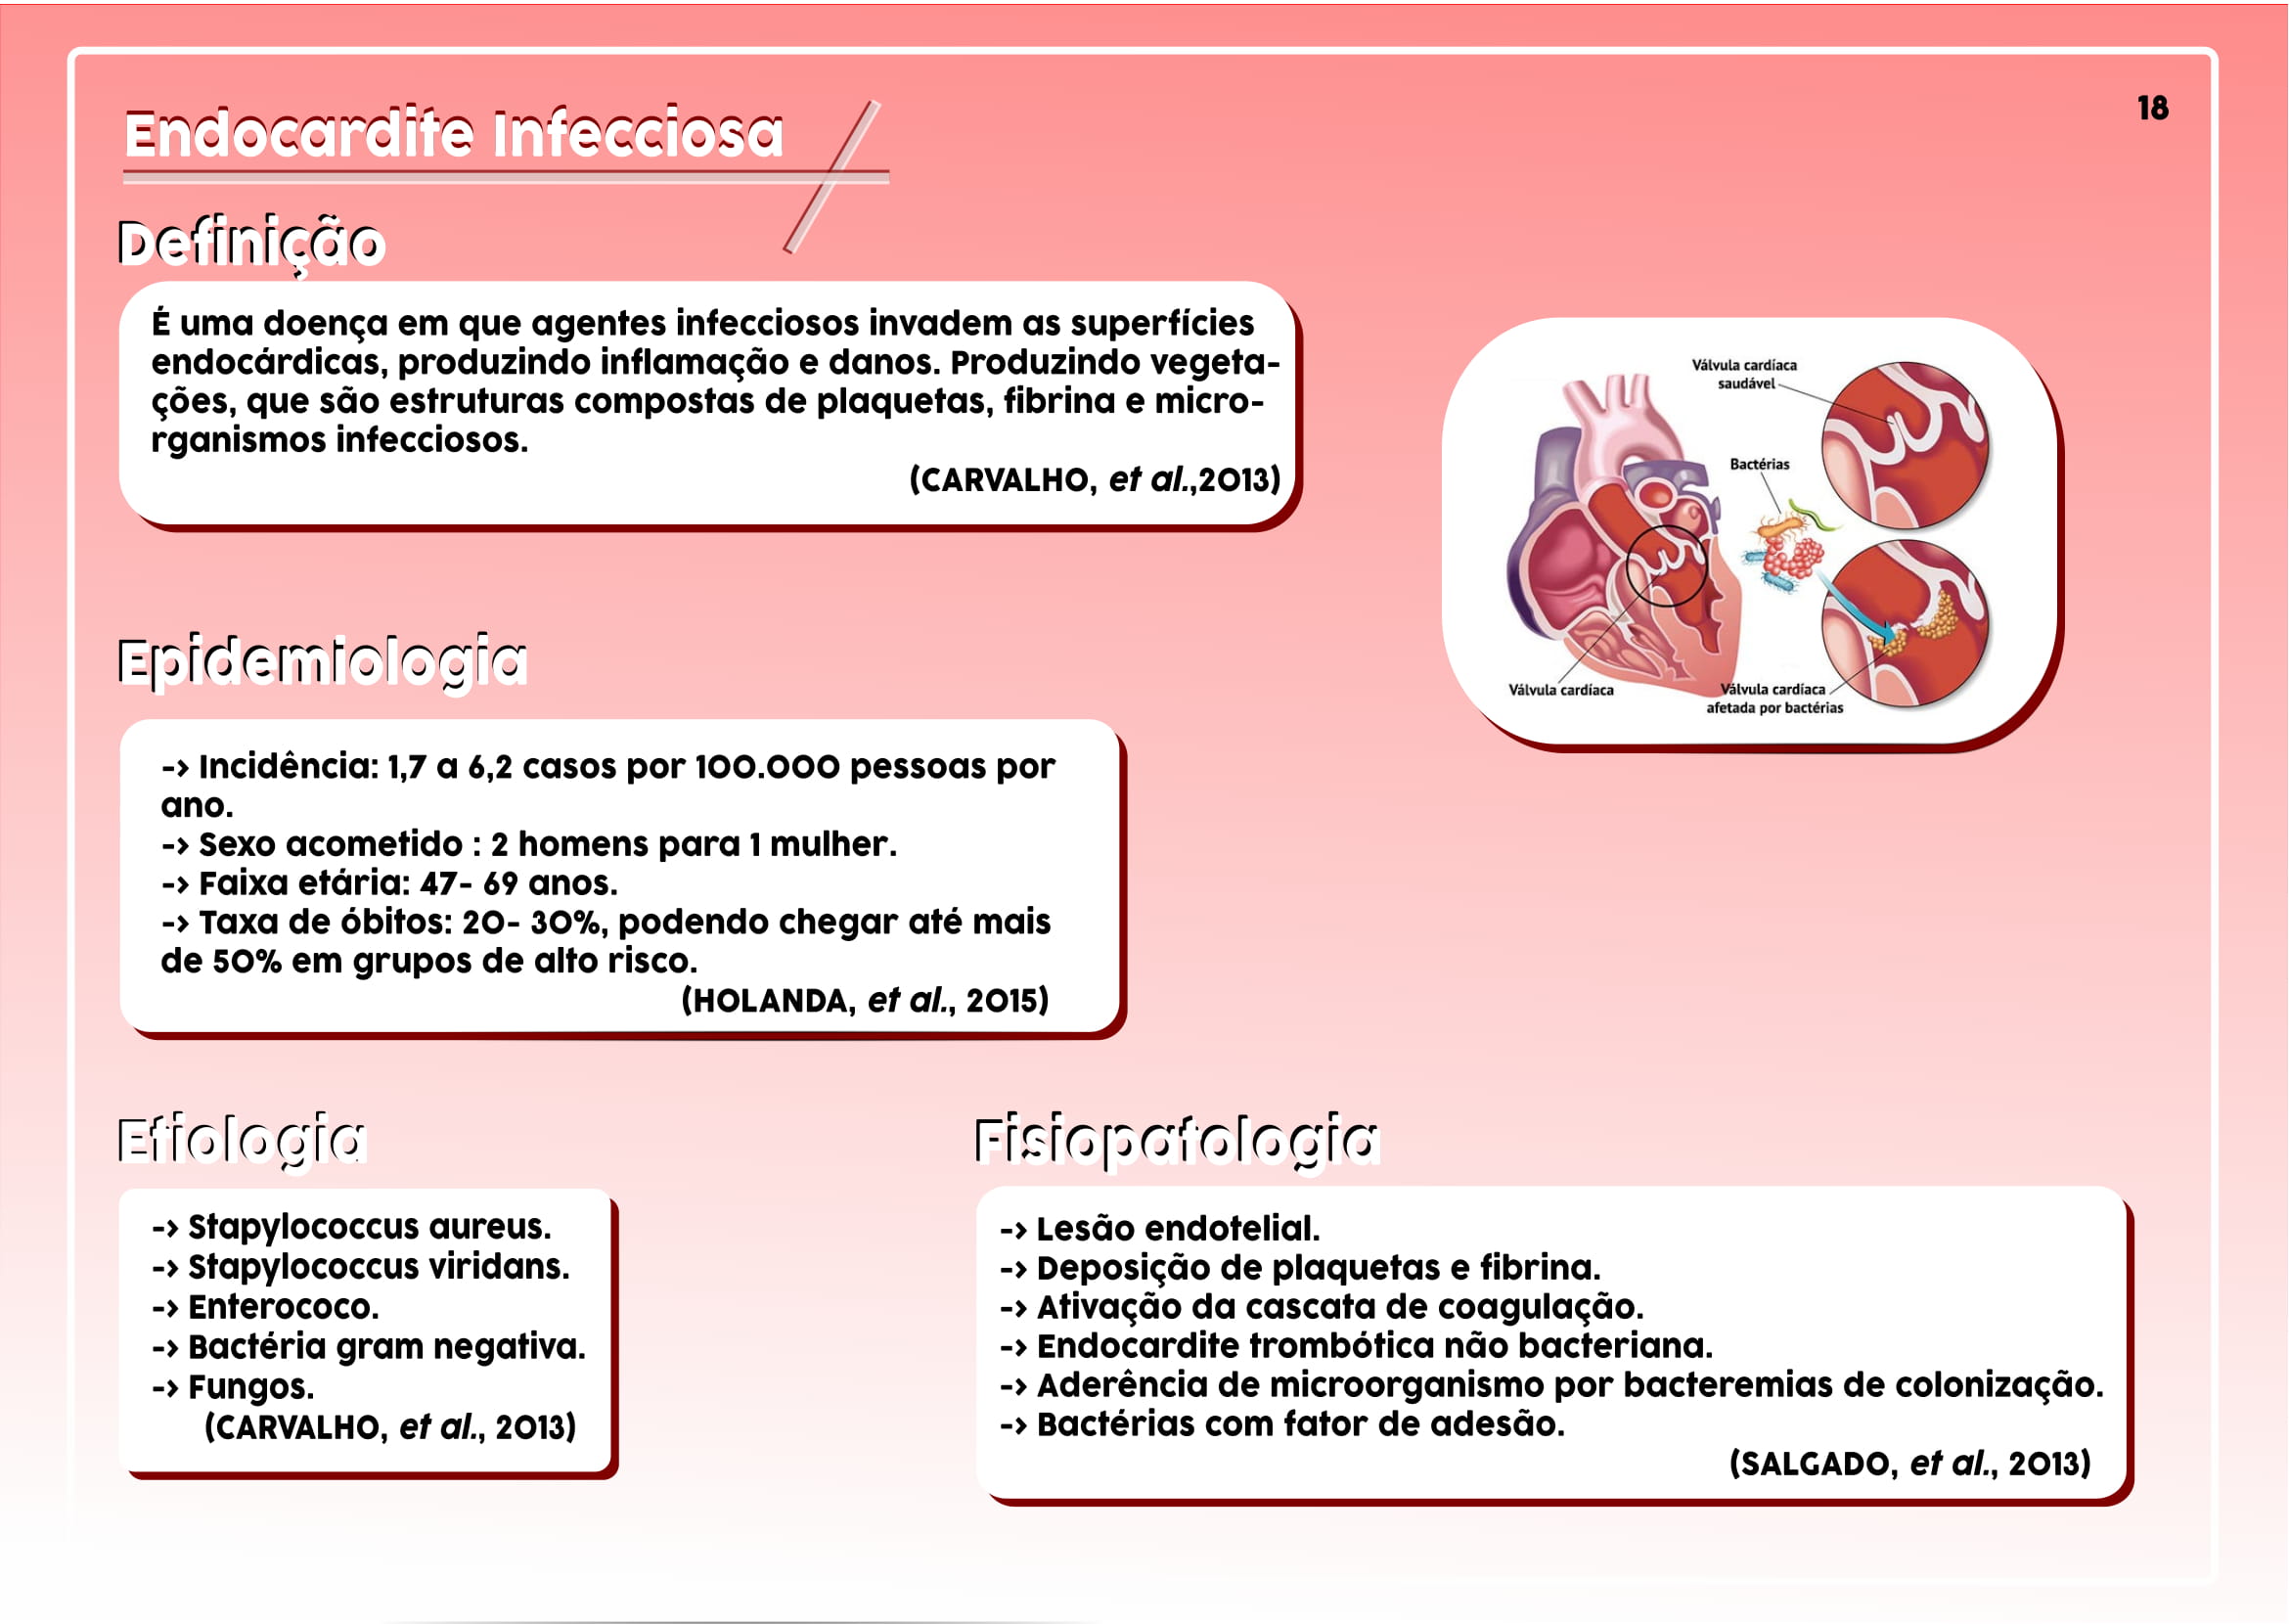 18
Endocardite Infecciosa
Definição
É uma doença em que agentes infecciosos invadem as superfícies
endocárdicas, produzindo inflamação e danos. Produzindo vegeta-
ções, que são estruturas compostas de plaquetas, fibrina e micro-
rganismos infecciosos.
(CARVALHO, et al.,2013)
Válvula cardíaca
saudável
Bactérias
Válvula cardíaca
Válvula cardíaca
afetada por bactérias
Epidemiologia
-> Incidência: 1,7 a 6,2 casos por 100.000 pessoas por
ano.
-> Sexo acometido : 2 homens para 1 mulher.
-> Faixa etária: 47- 69 anos.
-> Taxa de óbitos: 20- 30%, podendo chegar até mais
de 50% em grupos de alto risco.
(HOLANDA, et al., 2015)
Etiologia
-> Stapylococcus aureus.
-> Stapylococcus viridans.
-> Enterococo.
-> Bactéria gram negativa.
-> Fungos.
(CARVALHO, et al., 2013)
Fisiopatologia
-> Lesão endotelial.
-> Deposição de plaquetas e fibrina.
-> Ativação da cascata de coagulação.
-> Endocardite trombótica não bacteriana.
-> Aderência de microorganismo por bacteremias de colonização.
-> Bactérias com fator de adesão.
(SALGADO, et al., 2013)